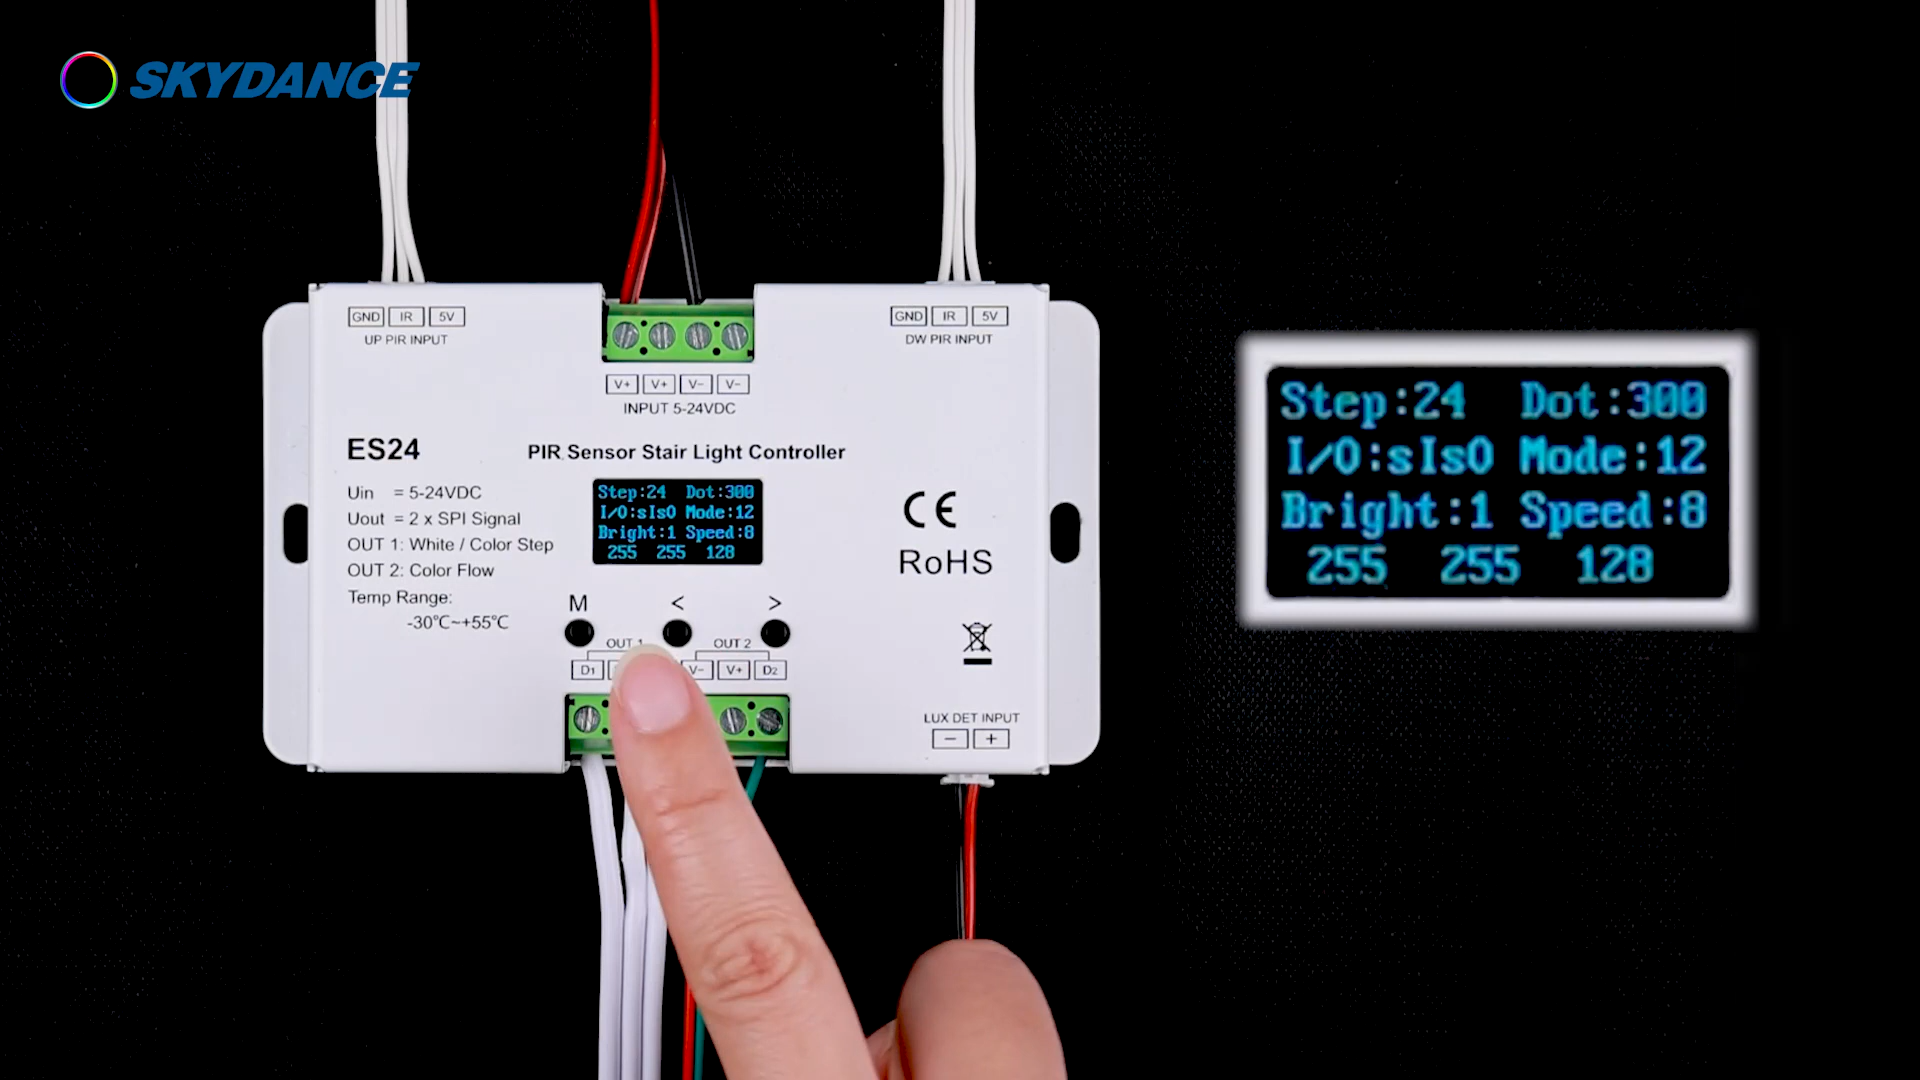 SKYDANCE
GND IR 5V
UP PIR INPUT
GND IR 5V
DW PIR INPUT
V+ V+ V- V-
INPUT 5-24VDC
ES24
PIR Sensor Stair Light Controller
Uin = 5-24VDC
Uout = 2 x SPI Signal
OUT 1: White / Color Step
OUT 2: Color Flow
Temp Range:
-30℃~+55℃
Step:24 Dot:300
I/O:sIsO Mode:12
Bright:1 Speed:8
255 255 128
CE
RoHS
M < >
OUT 1 OUT 2
D1 V- V+ D2
LUX DET INPUT
- +
Step:24 Dot:300
I/O:sIsO Mode:12
Bright:1 Speed:8
255 255 128